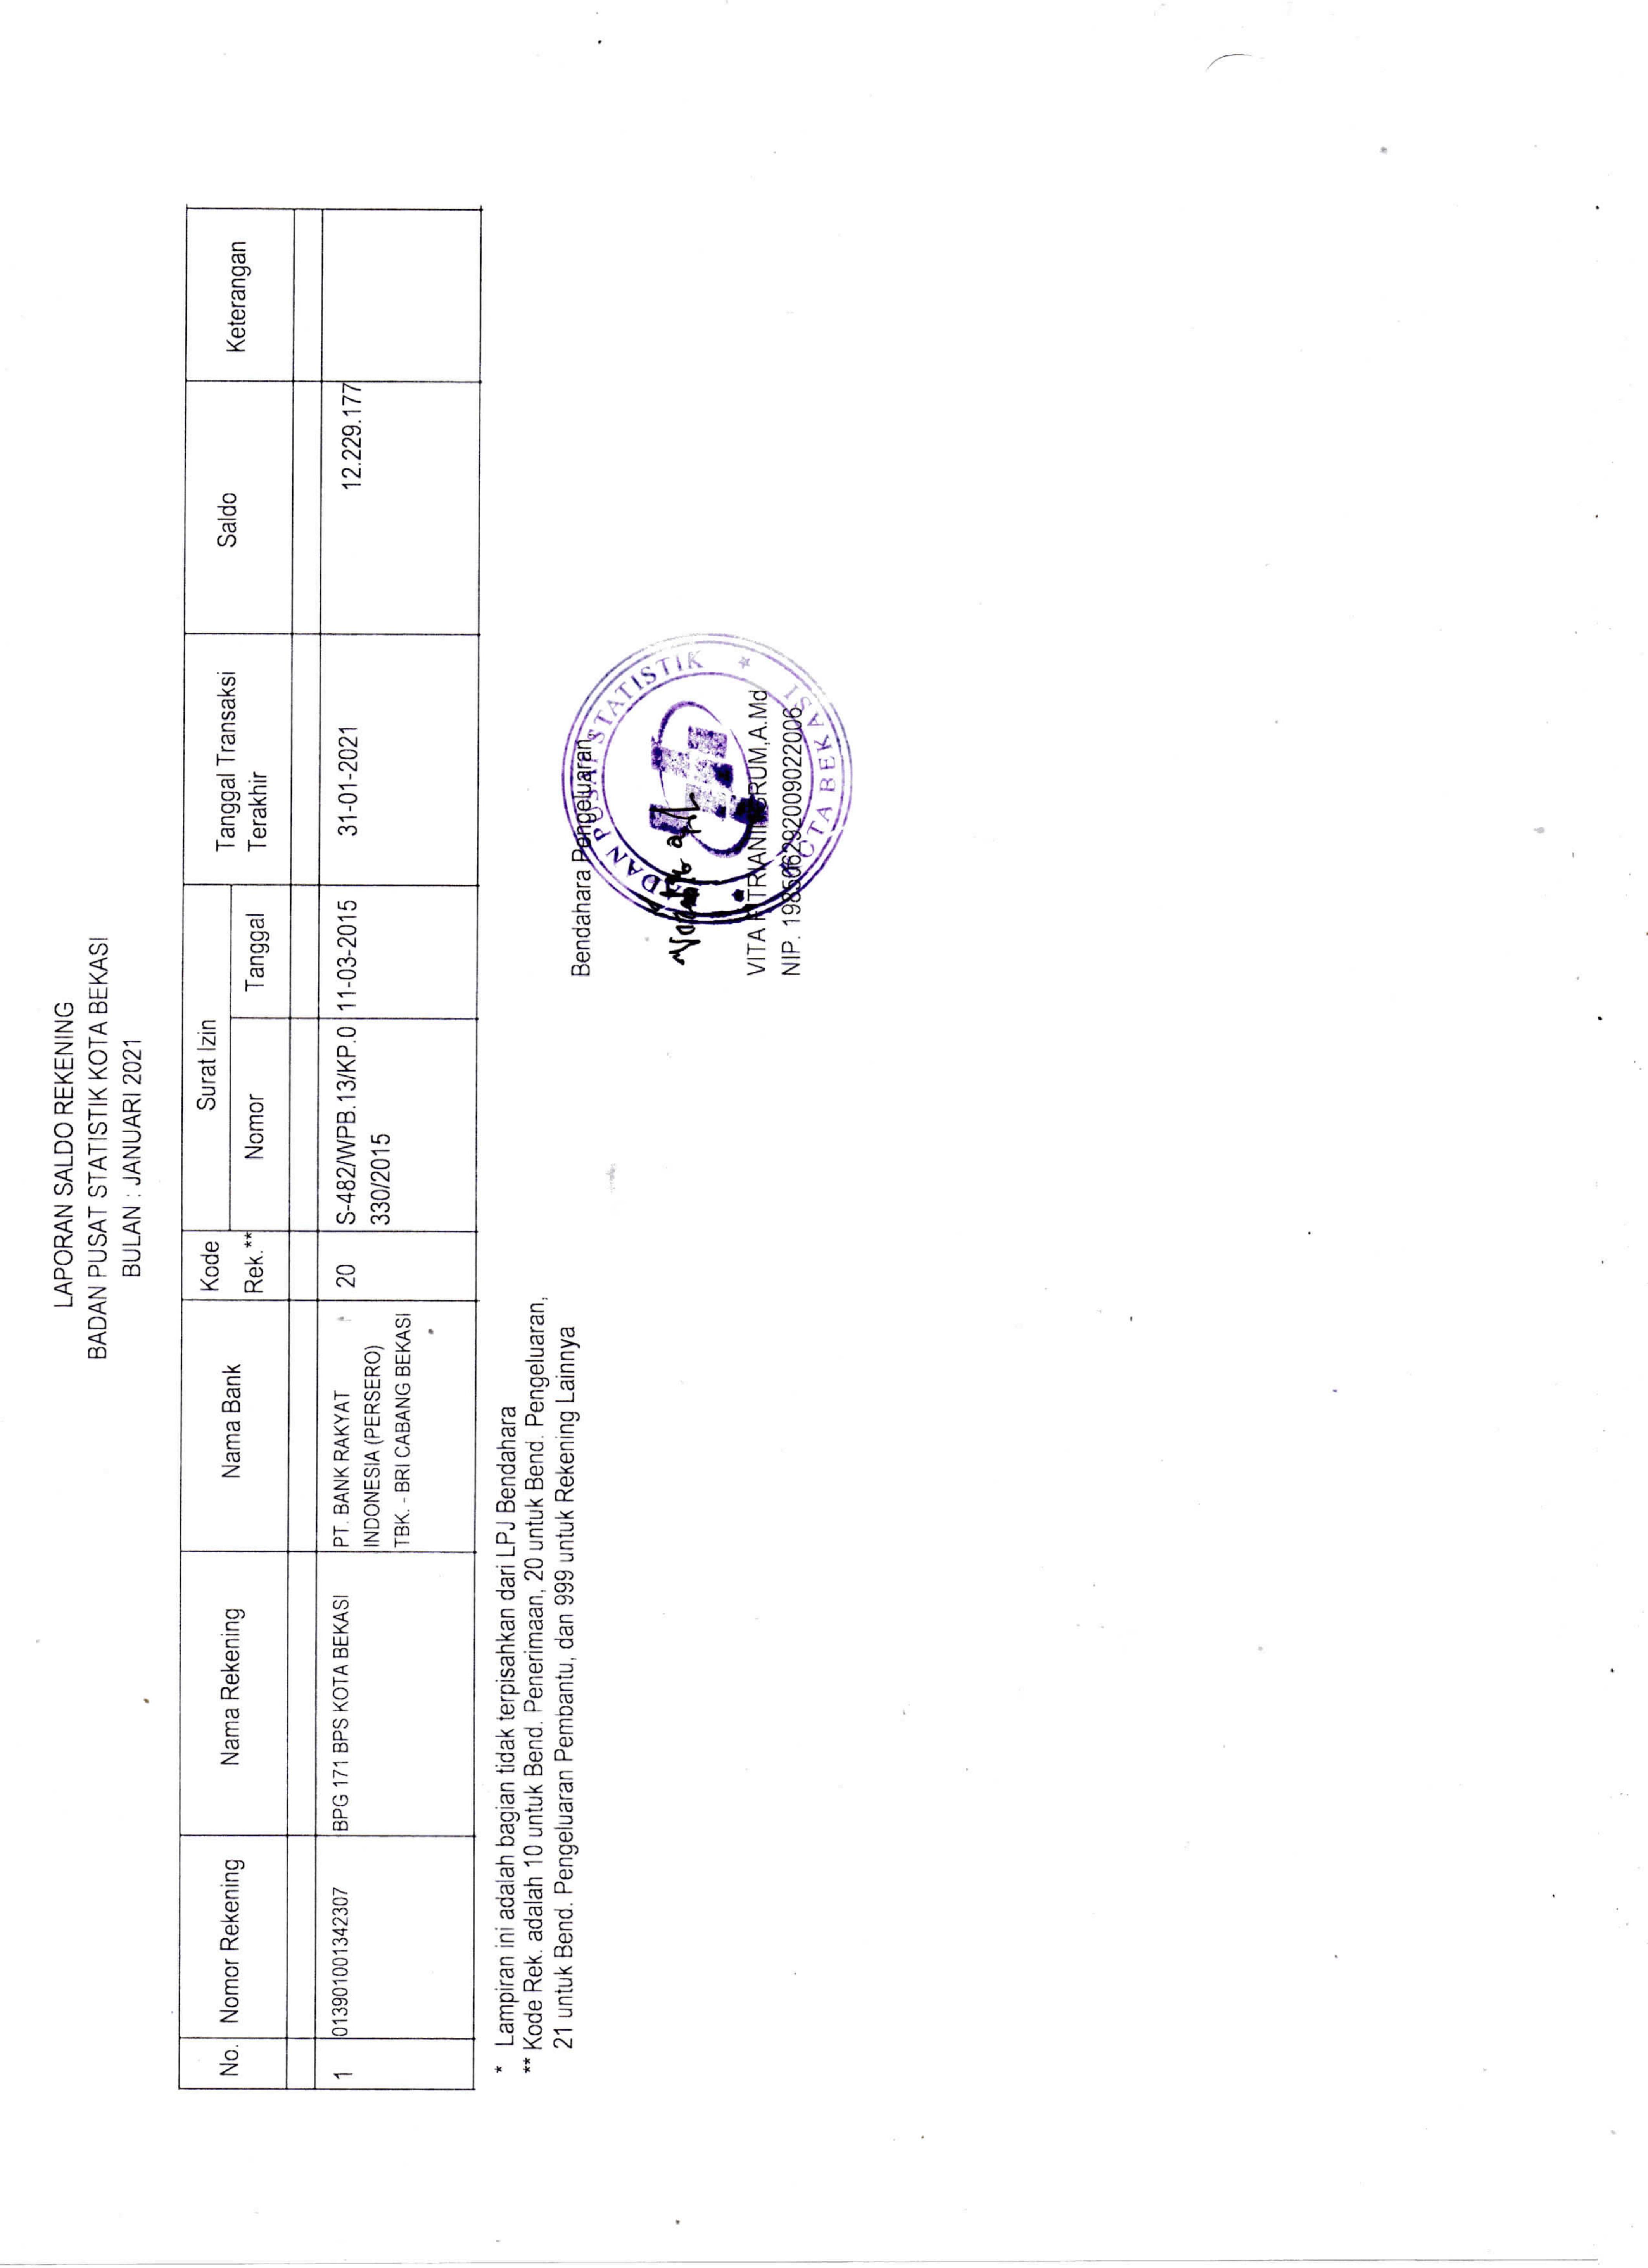 LAPORAN SALDO REKENING
BADAN PUSAT STATISTIK KOTA BEKASI
BULAN : JANUARI 2021
No. Nomor Rekening Nama Rekening Nama Bank Kode Rek.** Surat Izin Tanggal Transaksi Terakhir Saldo Keterangan
Nomor Tanggal
1 013901001342307 BPG 171 BPS KOTA BEKASI PT. BANK RAKYAT 20 S-482/WPB.13/KP.0 11-03-2015 31-01-2021 12.229.177
INDONESIA (PERSERO) 330/2015
TBK. - BRI CABANG BEKASI
* Lampiran ini adalah bagian tidak terpisahkan dari LPJ Bendahara
** Kode Rek. adalah 10 untuk Bend. Penerimaan, 20 untuk Bend. Pengeluaran,
21 untuk Bend. Pengeluaran Pembantu, dan 999 untuk Rekening Lainnya
Bendahara Pengeluaran,
BADAN PUSAT STATISTIK
KOTA BEKASI
VITA FITRIANINGRUM,A.Md
NIP. 198506292009022006